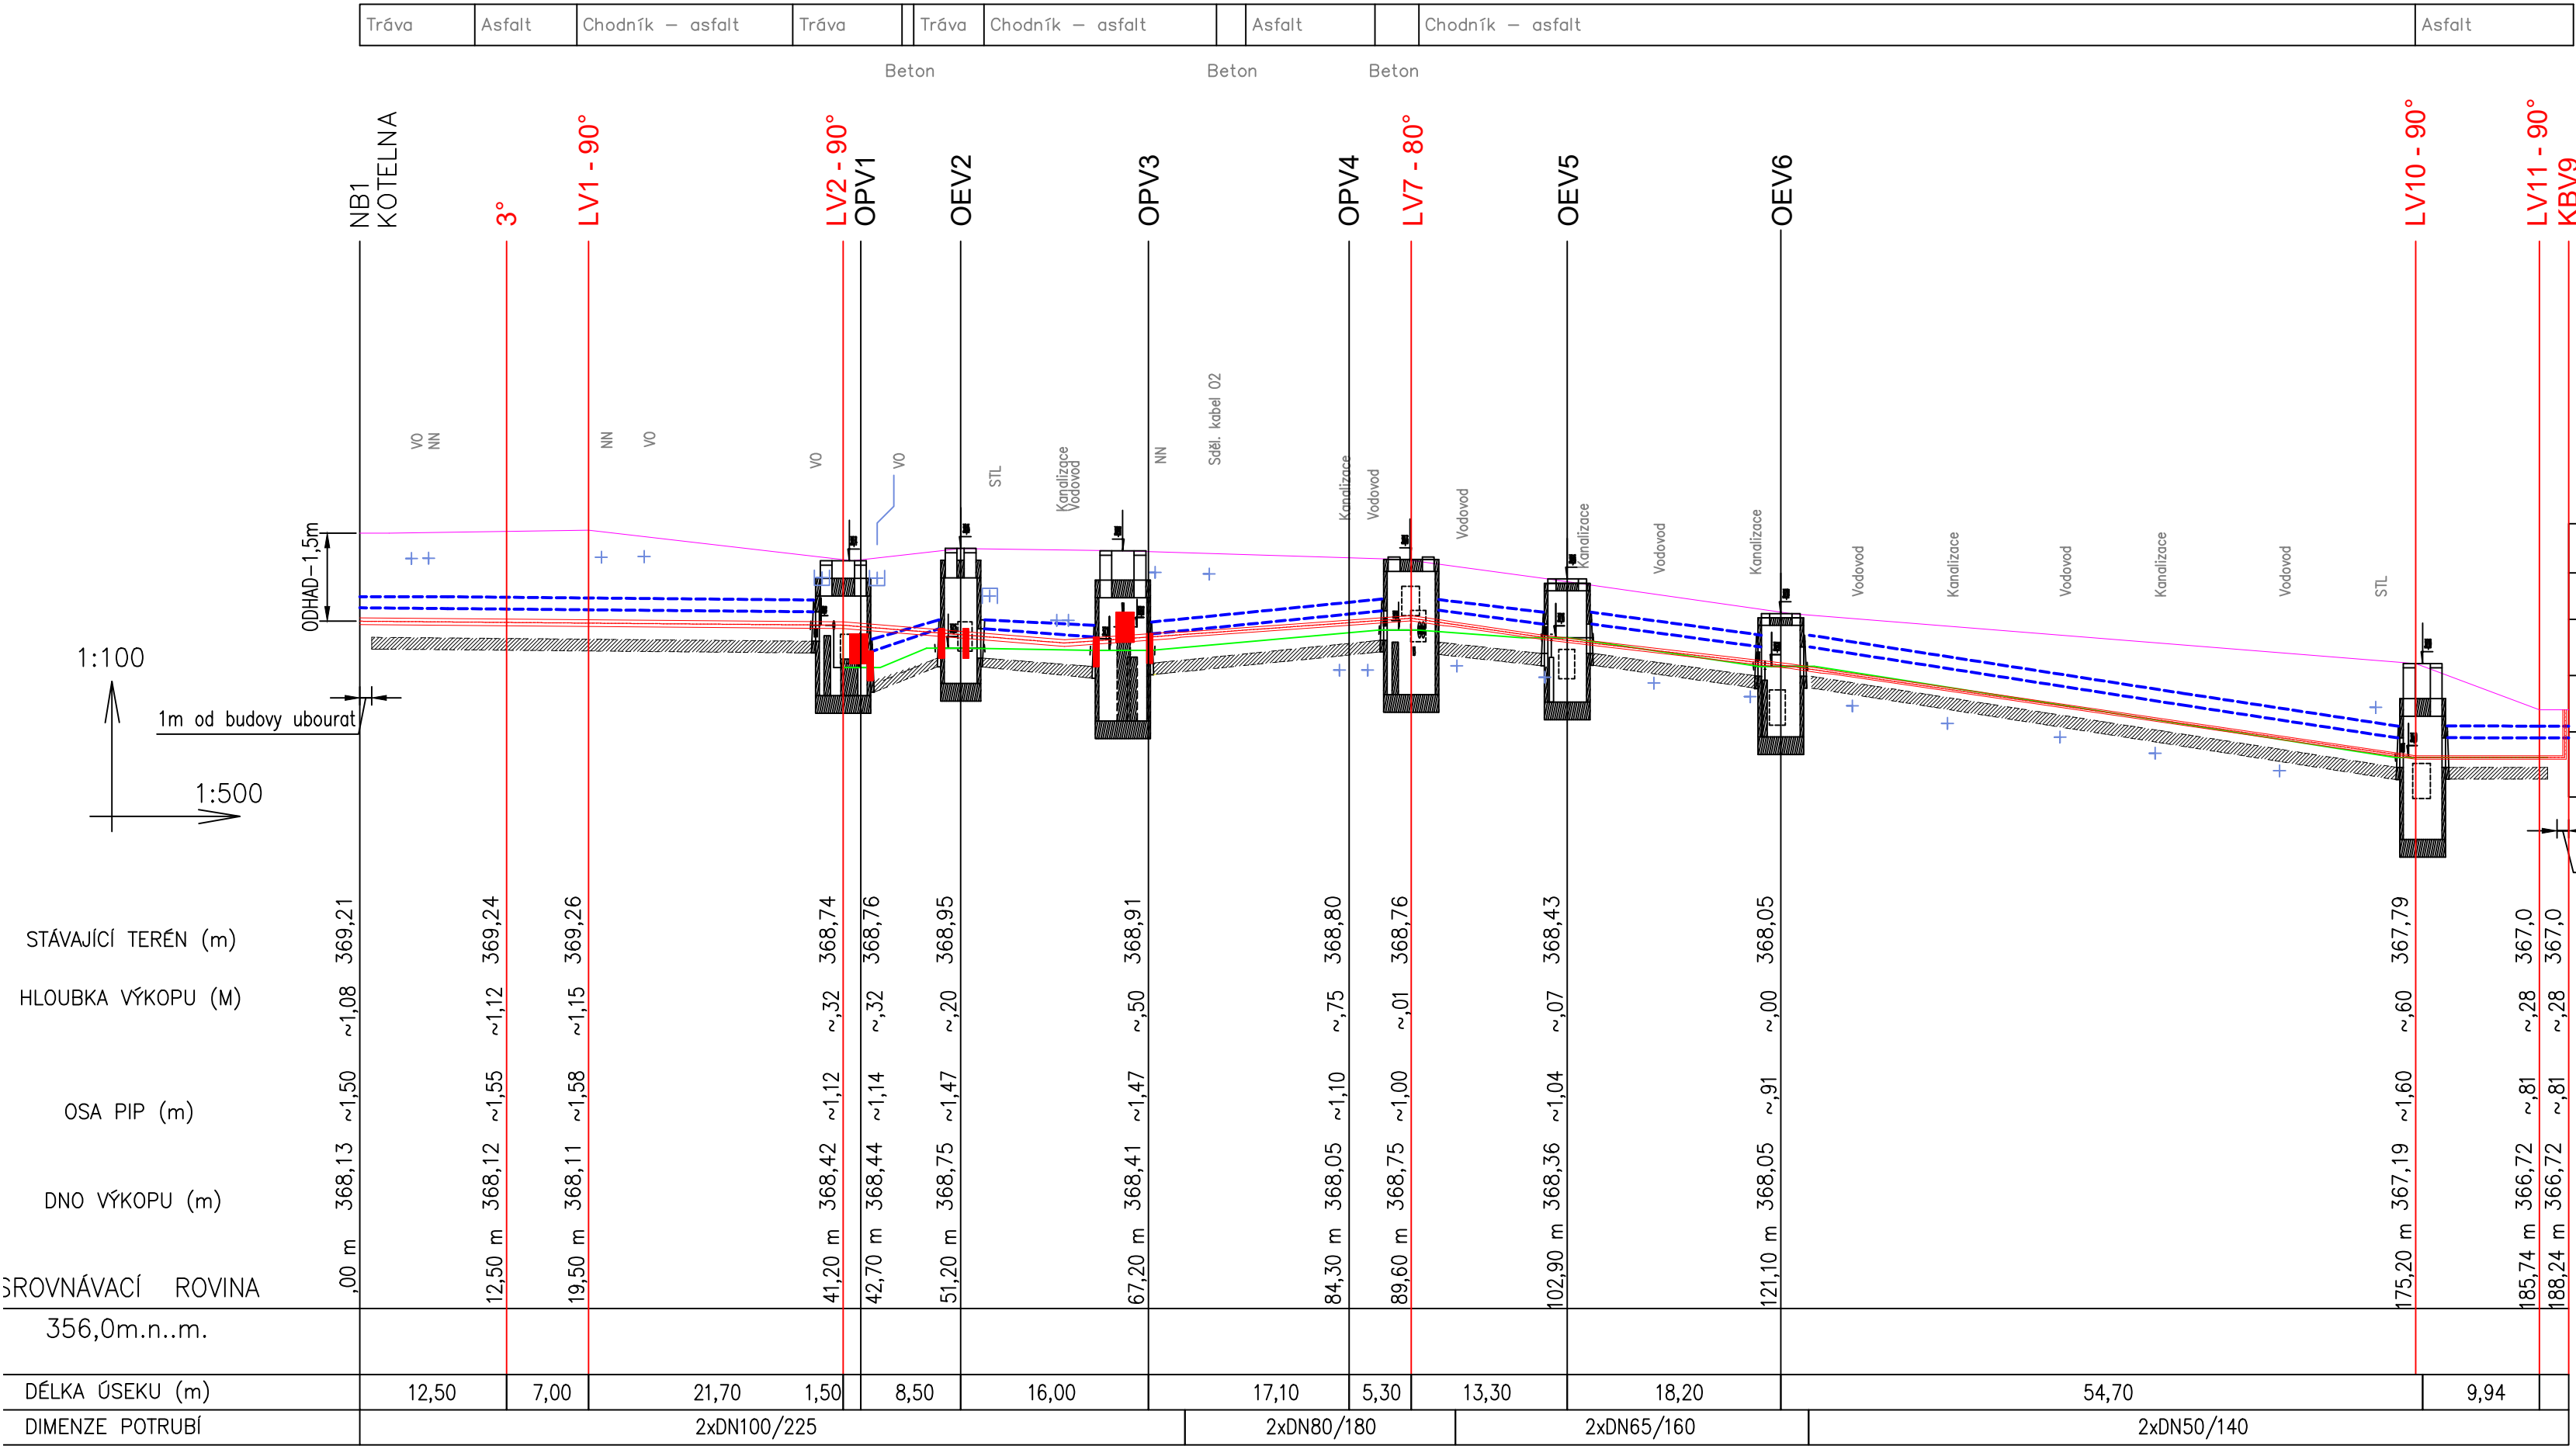 Tráva Asfalt Chodník – asfalt Tráva Tráva Chodník – asfalt Asfalt Chodník – asfalt Asfalt
Beton Beton Beton
NB1
KOTELNA
3°
LV1 - 90°
LV2 - 90°
OPV1
OEV2
OPV3
OPV4
LV7 - 80°
OEV5
OEV6
LV10 - 90°
LV11 - 90°
KBV9
VO
NN
NN
VO
VO
VO
STL
Kanalizace
Vodovod
NN
Sděl. kabel O2
Kanalizace
Vodovod
Vodovod
Kanalizace
Vodovod
Kanalizace
Vodovod
Kanalizace
Vodovod
Kanalizace
Vodovod
STL
ODHAD-1,5m
1:100
1m od budovy ubourat
1:500
STÁVAJÍCÍ TERÉN (m) 369,21 369,24 369,26 368,74 368,76 368,95 368,91 368,80 368,76 368,43 368,05 367,79 367,0 367,0
HLOUBKA VÝKOPU (M) ~1,08 ~1,12 ~1,15 ~,32 ~,32 ~,20 ~,50 ~,75 ~,01 ~,07 ~,00 ~,60 ~,28 ~,28
OSA PIP (m) ~1,50 ~1,55 ~1,58 ~1,12 ~1,14 ~1,47 ~1,47 ~1,10 ~1,00 ~1,04 ~,91 ~1,60 ~,81 ~,81
DNO VÝKOPU (m) 368,13 368,12 368,11 368,42 368,44 368,75 368,41 368,05 368,75 368,36 368,05 367,19 366,72 366,72
,00 m 12,50 m 19,50 m 41,20 m 42,70 m 51,20 m 67,20 m 84,30 m 89,60 m 102,90 m 121,10 m 175,20 m 185,74 m 188,24 m
SROVNÁVACÍ ROVINA
356,0m.n..m.
DÉLKA ÚSEKU (m) 12,50 7,00 21,70 1,50 8,50 16,00 17,10 5,30 13,30 18,20 54,70 9,94
DIMENZE POTRUBÍ 2xDN100/225 2xDN80/180 2xDN65/160 2xDN50/140